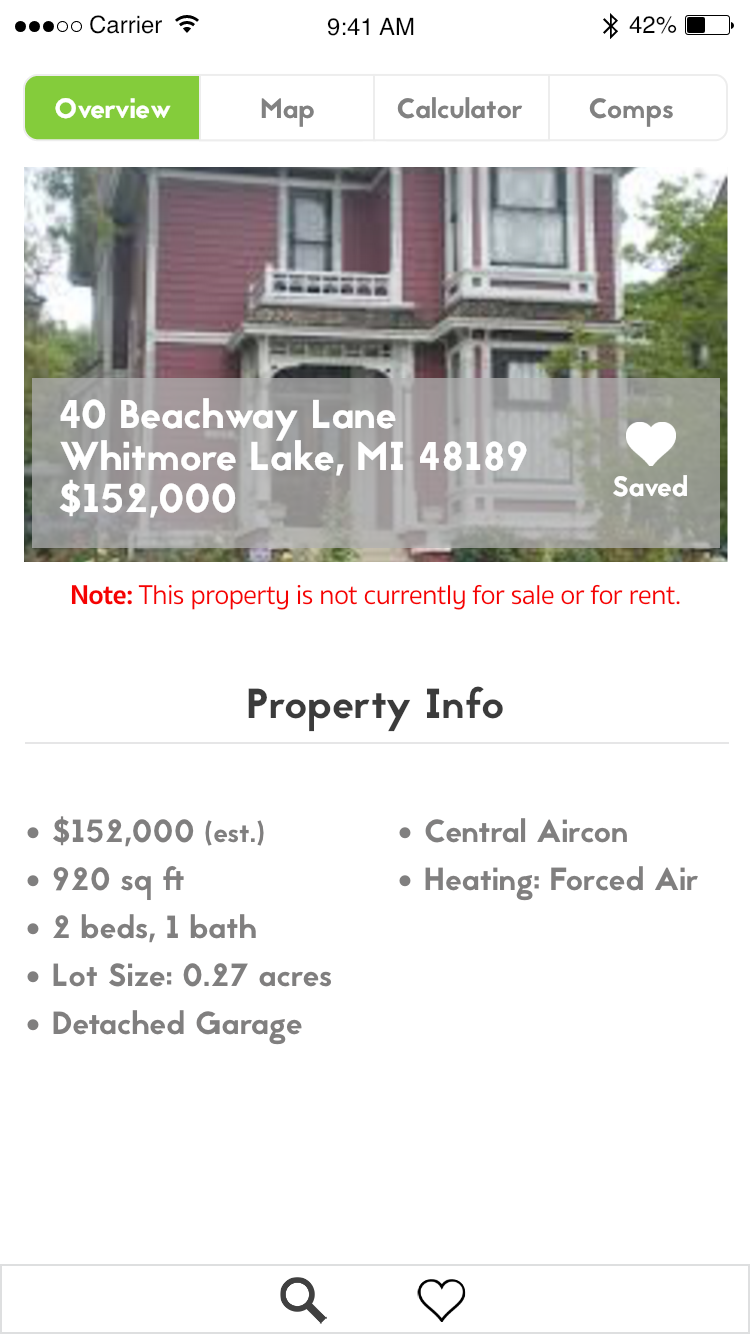 Carrier 9:41 AM 42%
Overview Map Calculator Comps
40 Beachway Lane
Whitmore Lake, MI 48189
$152,000
Saved
Note: This property is not currently for sale or for rent.
Property Info
• $152,000 (est.)
• 920 sq ft
• 2 beds, 1 bath
• Lot Size: 0.27 acres
• Detached Garage
• Central Aircon
• Heating: Forced Air